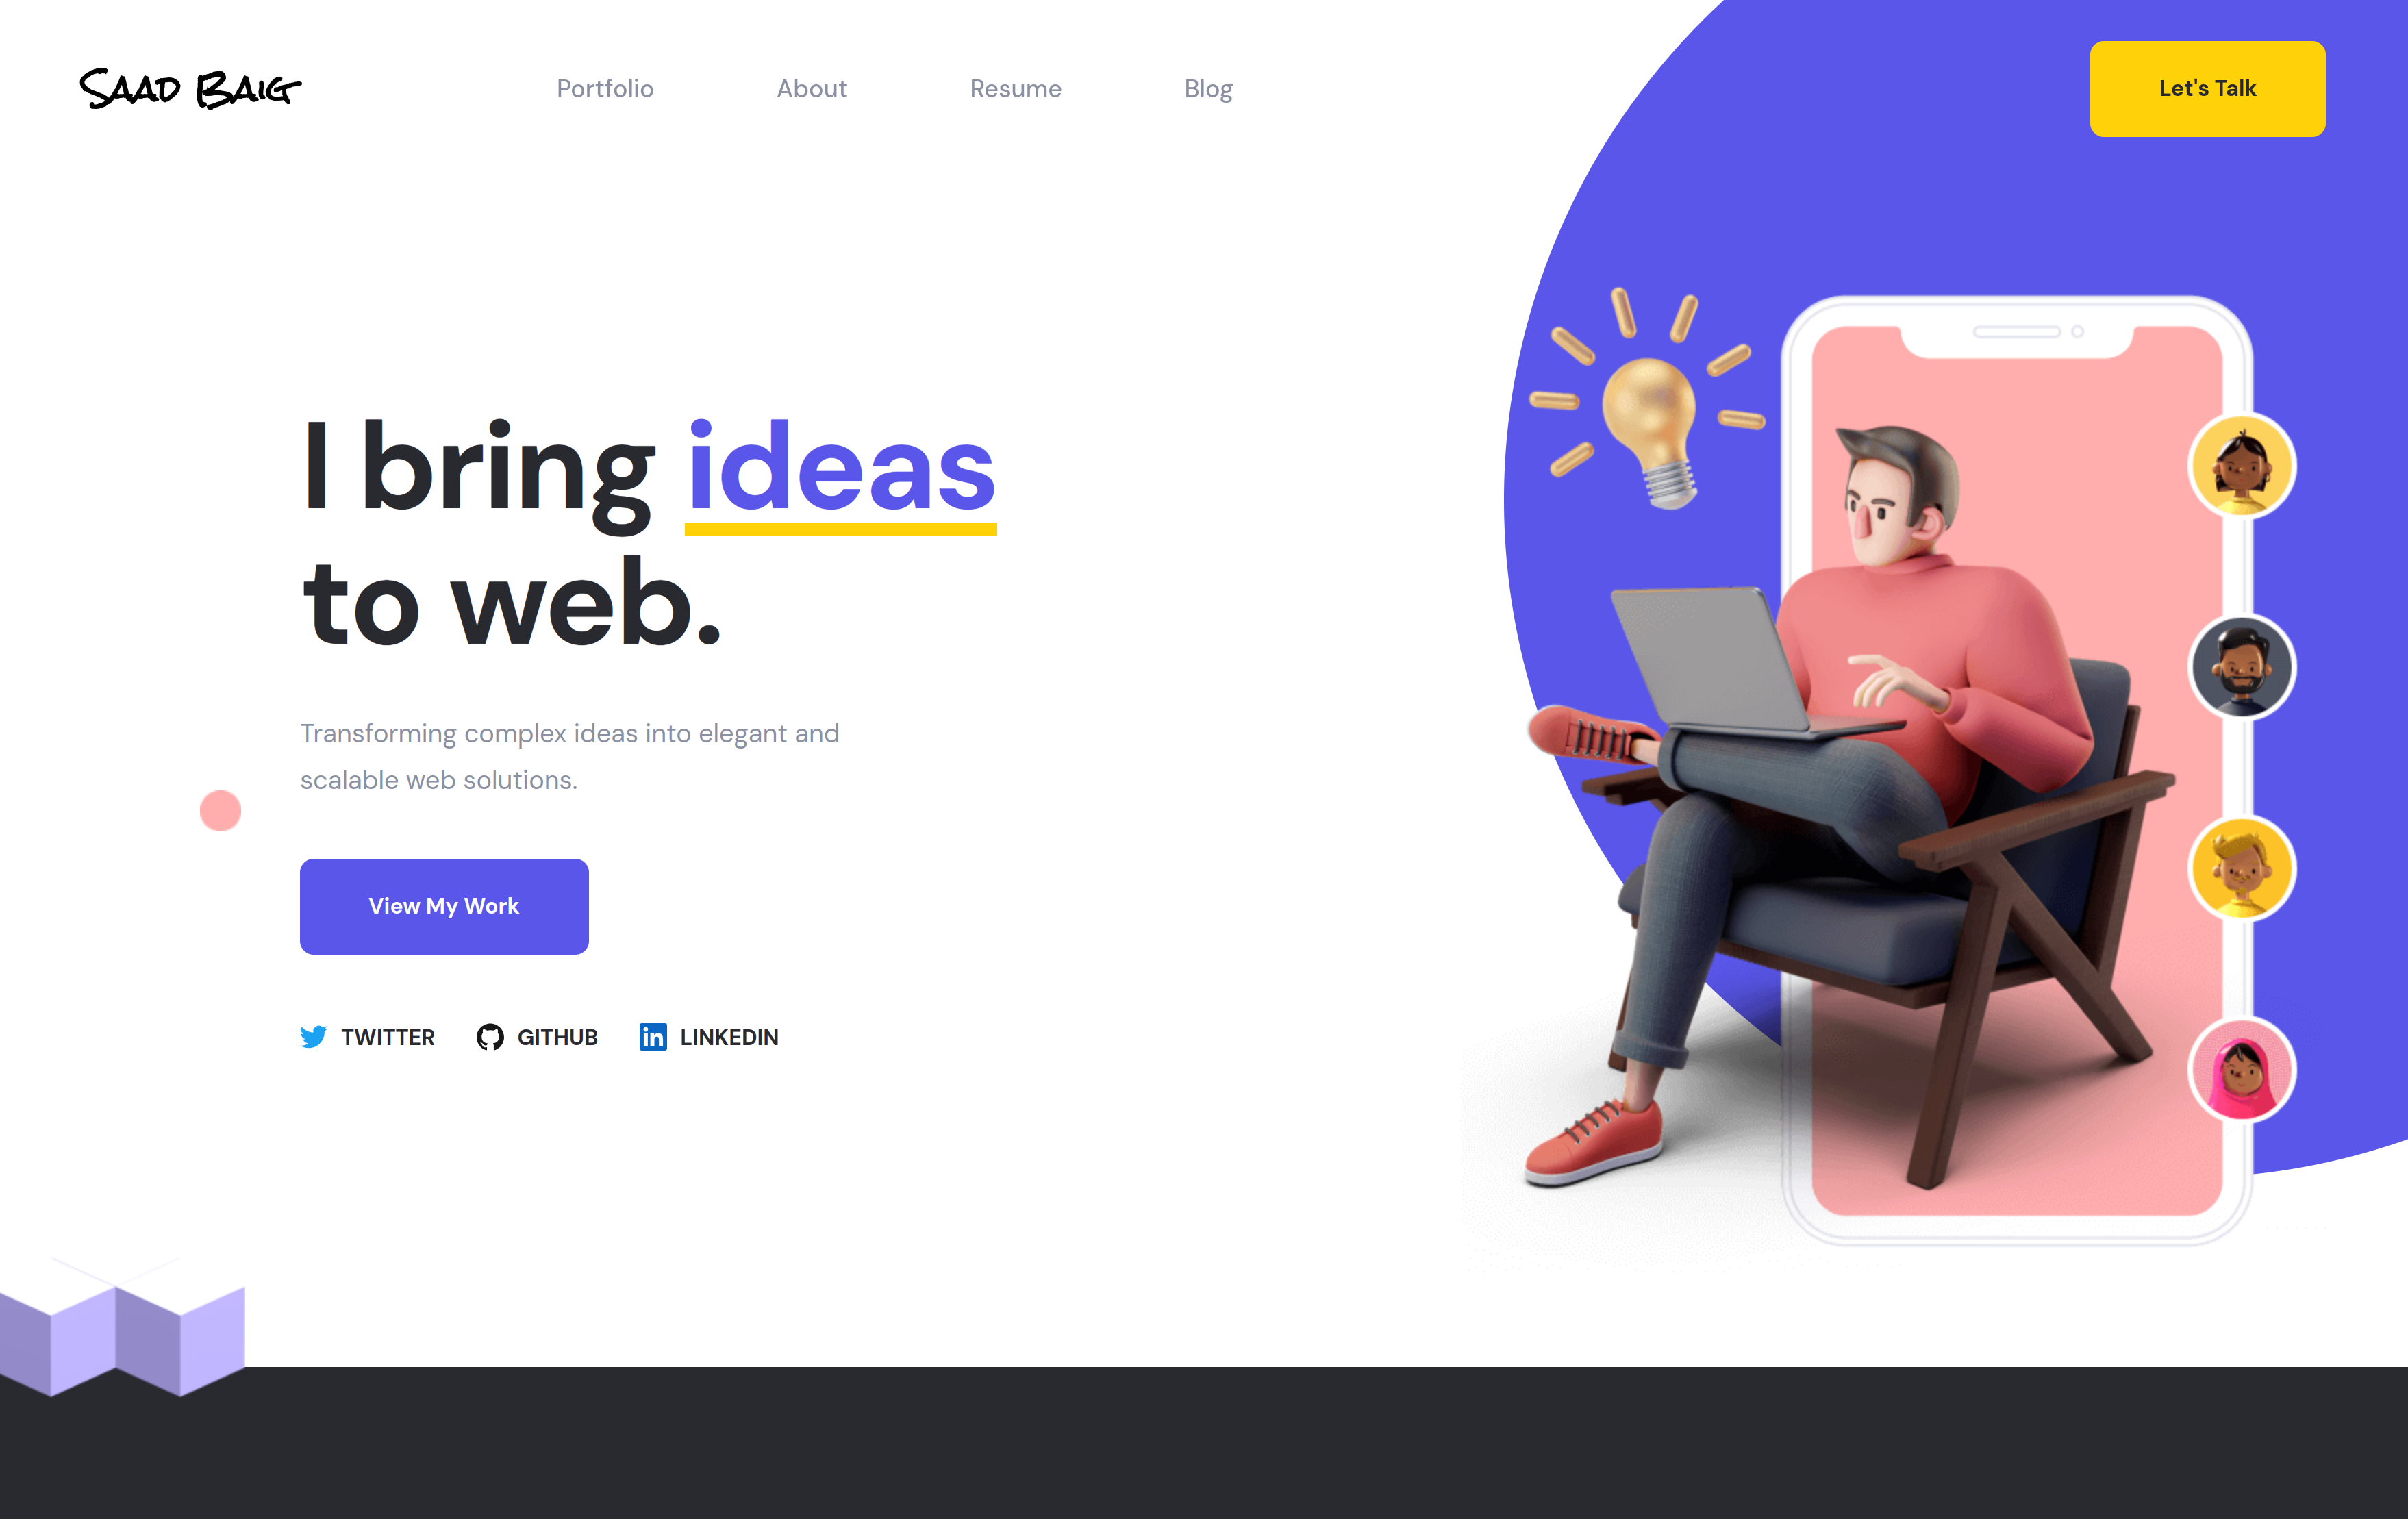 SAAD BAIG
Portfolio
About
Resume
Blog
Let's Talk
I bring ideas
to web.
Transforming complex ideas into elegant and
scalable web solutions.
View My Work
TWITTER
GITHUB
in LINKEDIN